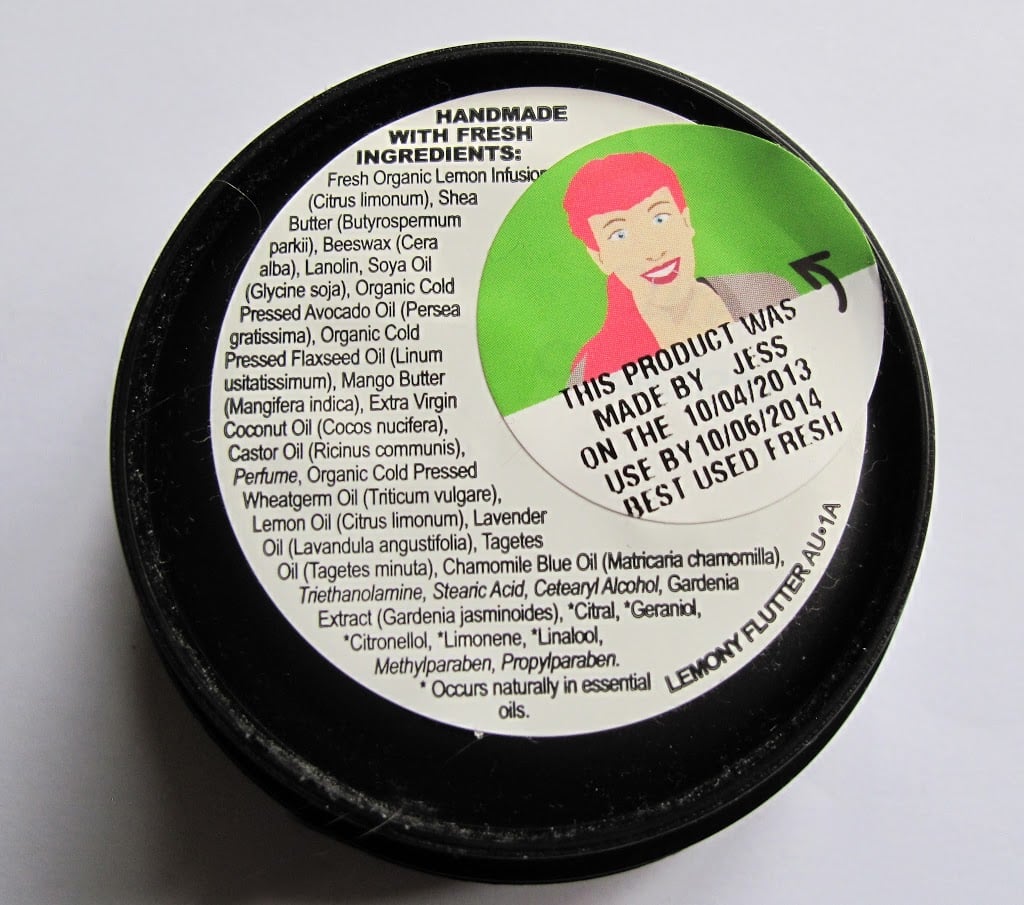 HANDMADE
WITH FRESH
INGREDIENTS:
Fresh Organic Lemon Infusion
(Citrus limonum), Shea
Butter (Butyrospermum
parkii), Beeswax (Cera
alba), Lanolin, Soya Oil
(Glycine soja), Organic Cold
Pressed Avocado Oil (Persea
gratissima), Organic Cold
Pressed Flaxseed Oil (Linum
usitatissimum), Mango Butter
(Mangifera indica), Extra Virgin
Coconut Oil (Cocos nucifera),
Castor Oil (Ricinus communis),
Perfume, Organic Cold Pressed
Wheatgerm Oil (Triticum vulgare),
Lemon Oil (Citrus limonum), Lavender
Oil (Lavandula angustifolia), Tagetes
Oil (Tagetes minuta), Chamomile Blue Oil (Matricaria chamomilla),
Triethanolamine, Stearic Acid, Cetearyl Alcohol, Gardenia
Extract (Gardenia jasminoides), *Citral, *Geraniol,
*Citronellol, *Limonene, *Linalool,
Methylparaben, Propylparaben.
* Occurs naturally in essential
oils.
THIS PRODUCT WAS
MADE BY JESS
ON THE 10/04/2013
USE BY 10/06/2014
BEST USED FRESH
LEMONY FLUTTER AU•1A